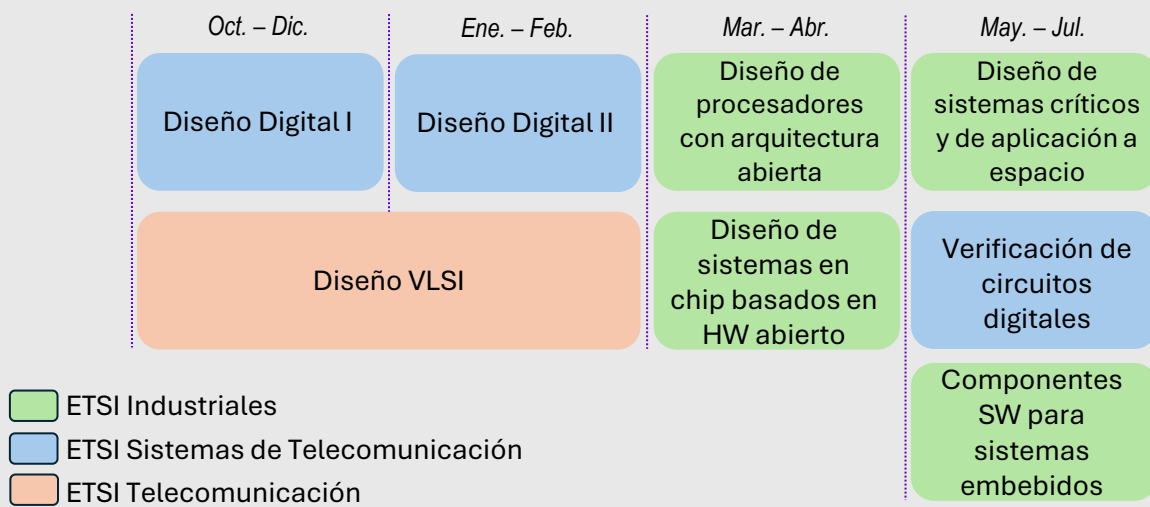 Oct. – Dic.
Ene. – Feb.
Mar. – Abr.
May. – Jul.
Diseño Digital I
Diseño Digital II
Diseño de
procesadores
con arquitectura
abierta
Diseño de
sistemas críticos
y de aplicación a
espacio
Diseño VLSI
Diseño de
sistemas en
chip basados en
HW abierto
Verificación de
circuitos
digitales
Componentes
SW para
sistemas
embebidos
ETSI Industriales
ETSI Sistemas de Telecomunicación
ETSI Telecomunicación